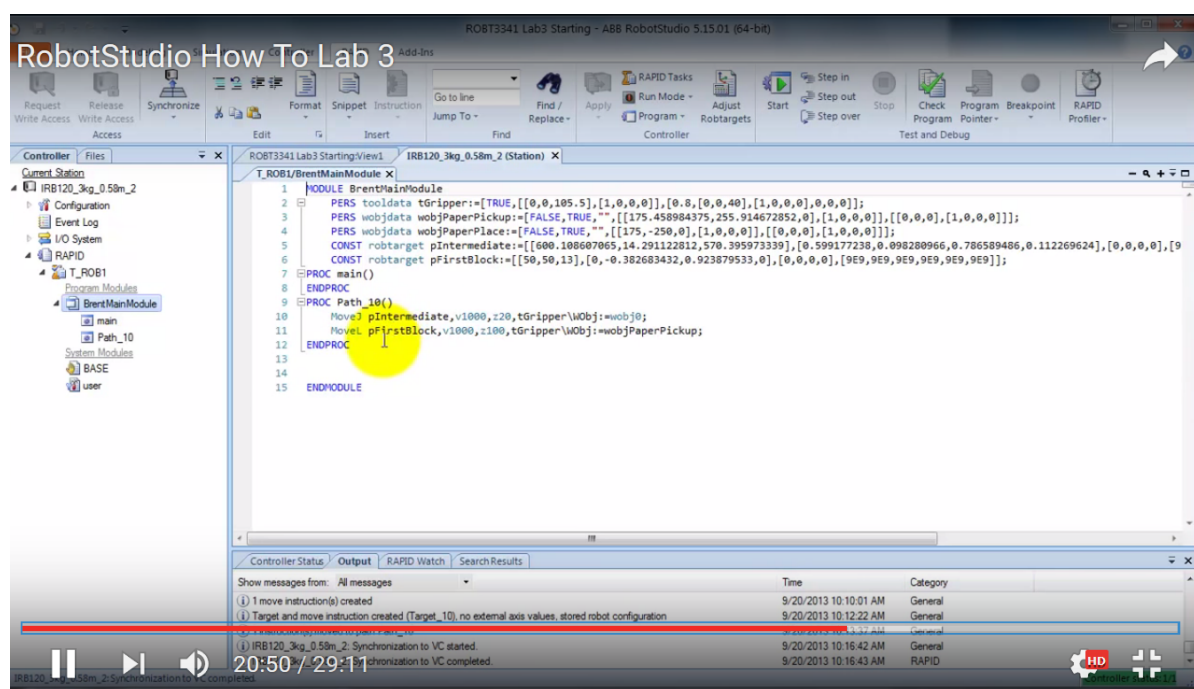 ROBT3341 Lab3 Starting - ABB RobotStudio 5.15.01 (64-bit)
RobotStudio How To Lab 3
Add-Ins
Request Write Access
Release Write Access
Synchronize
Access
Edit
Format
Snippet
Instruction
Insert
Go to line
Jump To
Find / Replace
Find
Apply
RAPID Tasks
Run Mode
Program
Adjust Robtargets
Controller
Start
Step in
Step out
Step over
Stop
Check Program
Program Pointer
Breakpoint
RAPID Profiler
Test and Debug
Controller Files
Current Station
IRB120_3kg_0.58m_2
Configuration
Event Log
I/O System
RAPID
T_ROB1
Program Modules
BrentMainModule
main
Path_10
System Modules
BASE
user
ROBT3341 Lab3 Starting:View1 IRB120_3kg_0.58m_2 (Station) X
T_ROB1/BrentMainModule X
1 MODULE BrentMainModule
2 PERS tooldata tGripper:=[TRUE,[[0,0,105.5],[1,0,0,0]],[0.8,[0,0,40],[1,0,0,0],0,0,0]];
3 PERS wobjdata wobjPaperPickup:=[FALSE,TRUE,"",[[175.458984375,255.914672852,0],[1,0,0,0]],[[0,0,0],[1,0,0,0]]];
4 PERS wobjdata wobjPaperPlace:=[FALSE,TRUE,"",[[175,-250,0],[1,0,0,0]],[[0,0,0],[1,0,0,0]]];
5 CONST robtarget pIntermediate:=[[600.108607065,14.291122812,570.395973339],[0.599177238,0.098280966,0.786589486,0.112269624],[0,0,0,0],[9
6 CONST robtarget pFirstBlock:=[[50,50,13],[0,-0.382683432,0.923879533,0],[0,0,0,0],[9E9,9E9,9E9,9E9,9E9,9E9]];
7 PROC main()
8 ENDPROC
9 PROC Path_10()
10 MoveJ pIntermediate,v1000,z20,tGripper\WObj:=wobj0;
11 MoveL pFirstBlock,v1000,z100,tGripper\WObj:=wobjPaperPickup;
12 ENDPROC
13
14
15 ENDMODULE
Controller Status Output RAPID Watch Search Results
Show messages from: All messages Time Category
1 move instruction(s) created 9/20/2013 10:10:01 AM General
Target and move instruction created (Target_10), no external axis values, stored robot configuration 9/20/2013 10:12:22 AM General
IRB120_3kg_0.58m_2: Synchronization to VC started. 9/20/2013 10:16:42 AM General
Synchronization to VC completed. 9/20/2013 10:16:43 AM RAPID
20:50 / 29:11
HD